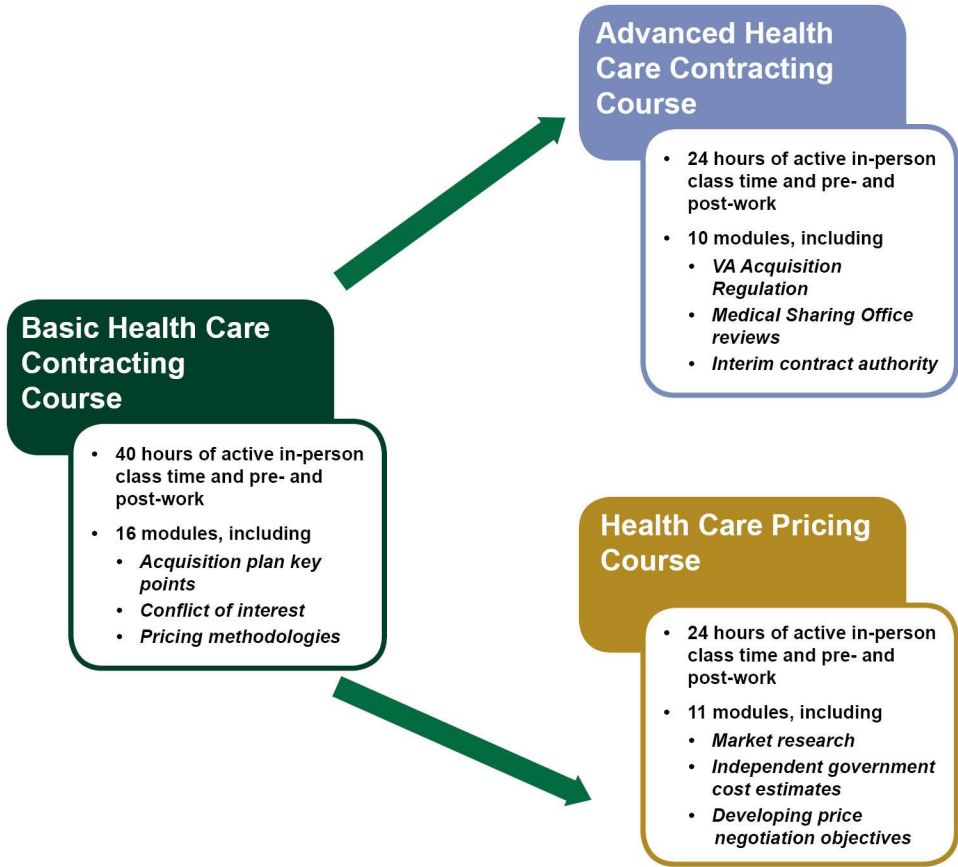 Basic Health Care
Contracting
Course
• 40 hours of active in-person
class time and pre- and
post-work
• 16 modules, including
• Acquisition plan key
points
• Conflict of interest
• Pricing methodologies
Advanced Health
Care Contracting
Course
• 24 hours of active in-person
class time and pre- and
post-work
• 10 modules, including
• VA Acquisition
Regulation
• Medical Sharing Office
reviews
• Interim contract authority
Health Care Pricing
Course
• 24 hours of active in-person
class time and pre- and
post-work
• 11 modules, including
• Market research
• Independent government
cost estimates
• Developing price
negotiation objectives